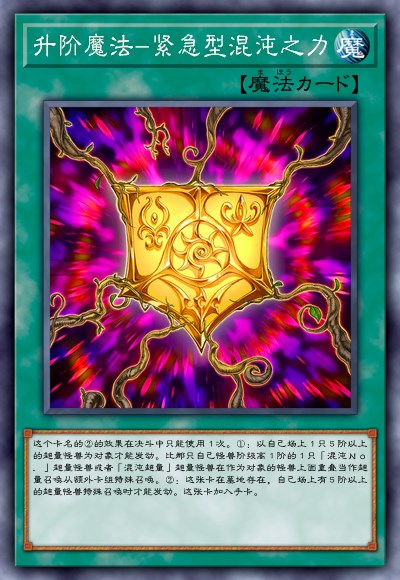 升阶魔法-紧急型混沌之力
魔
【魔法カード】
ま ほう
这个卡名的②的效果在决斗中只能使用1次。①：以自己场上1只5阶以上
的超量怪兽为对象才能发动。比那只自己怪兽阶级高1阶的1只「混沌No
.」超量怪兽或者「混沌超量」超量怪兽在作为对象的怪兽上面重叠当作超
量召唤从额外卡组特殊召唤。②：这张卡在墓地存在，自己场上有5阶以上
的超量怪兽特殊召唤时才能发动。这张卡加入手卡。